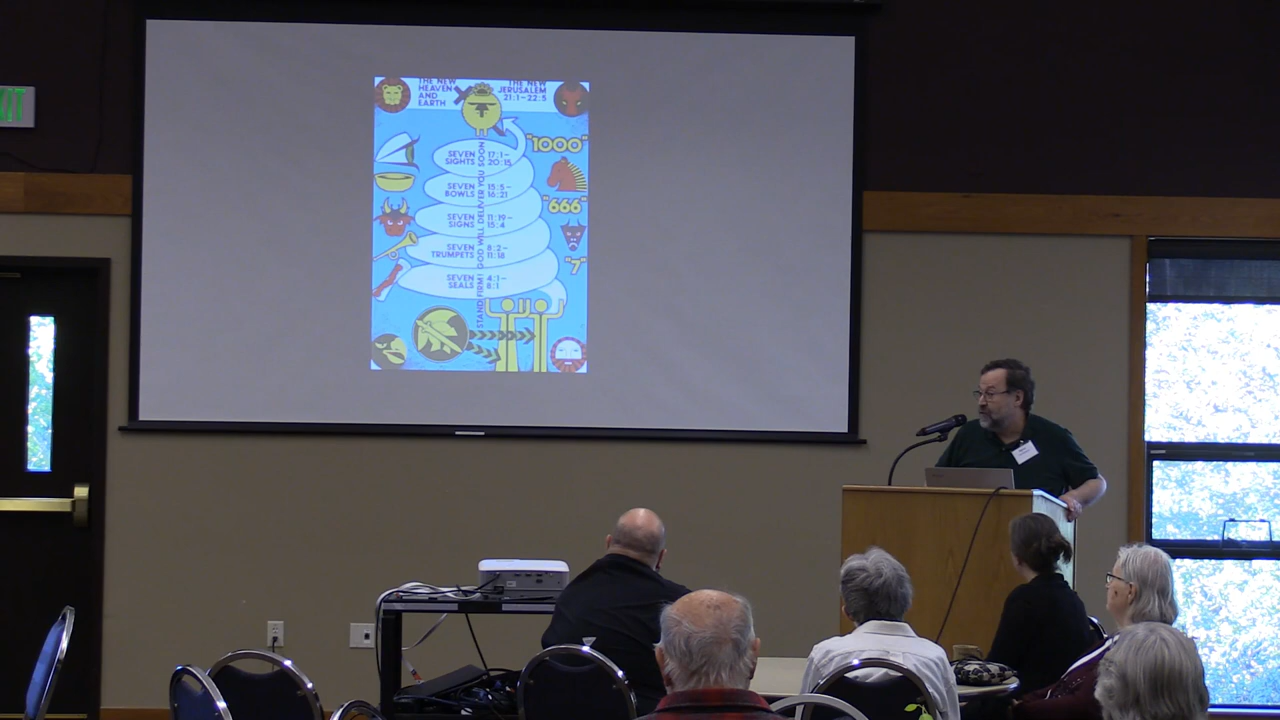 THE NEW
HEAVEN
AND
EARTH
THE NEW
JERUSALEM
21:1–22:5
EXIT
"1000"
SEVEN
SIGHTS
17:1–
20:15
SEVEN
BOWLS
15:5–
16:21
"666"
SEVEN
SIGNS
11:19–
15:4
SEVEN
TRUMPETS
8:2–
11:18
"7"
SEVEN
SEALS
4:1–
8:1
STAND FIRM! GOD WILL DELIVER YOU SOON